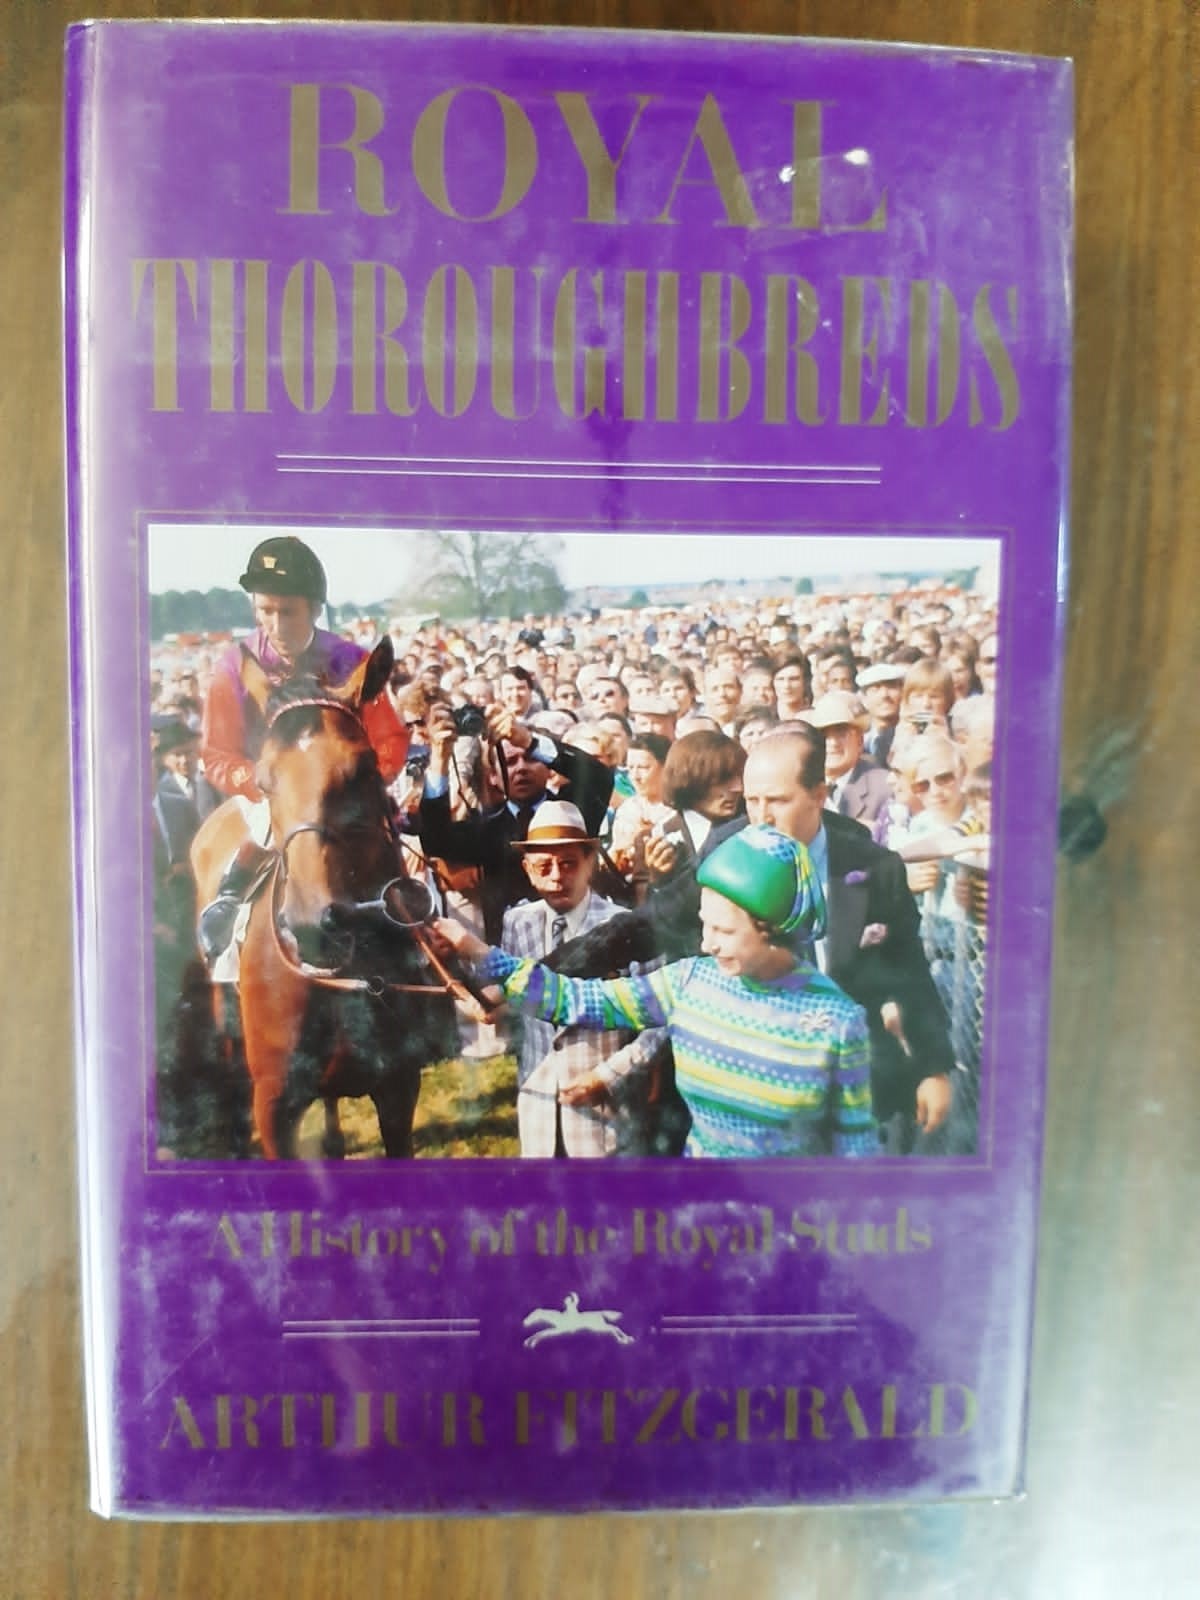 ROYAL
THOROUGHBREDS
A History of the Royal Studs
ARTHUR FITZGERALD